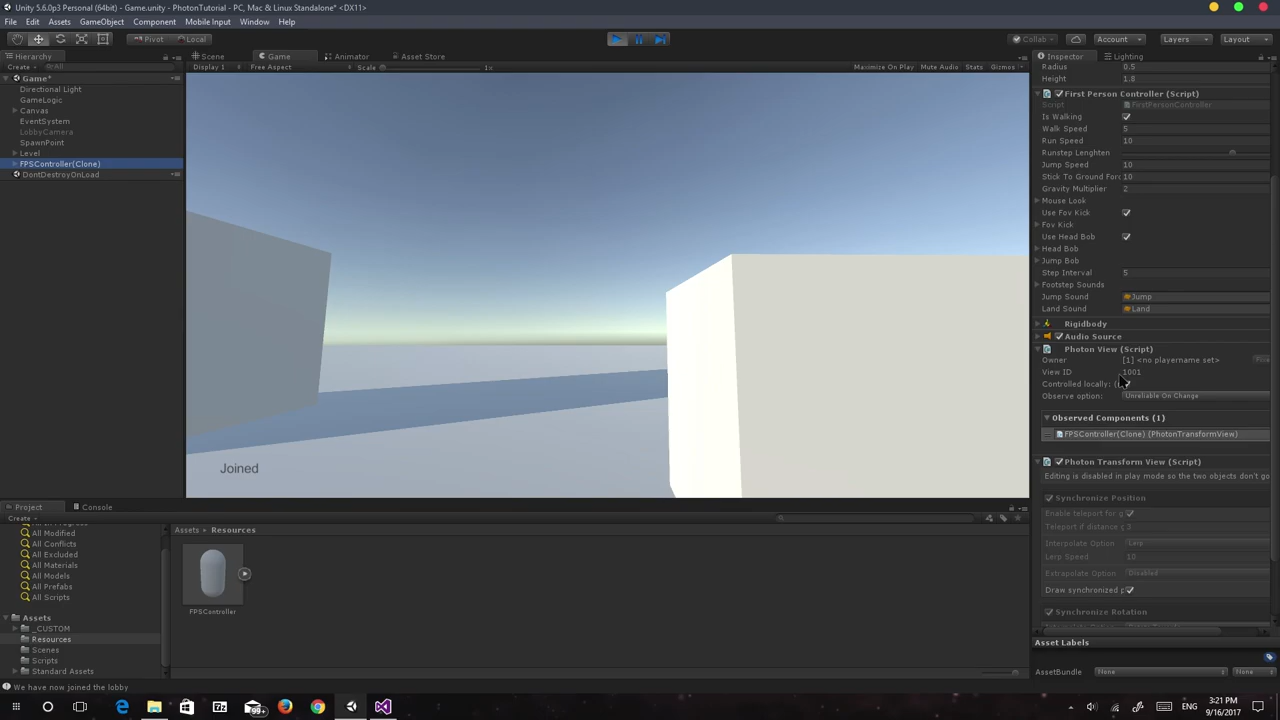 Unity 5.6.0p3 Personal (64bit) - Game.unity - PhotonTutorial - PC, Mac & Linux Standalone* <DX11>
File Edit Assets GameObject Component Mobile Input Window Help
Pivot Local Collab Account Layers Layout
Hierarchy Scene Game Animator Asset Store Inspector Lighting
Create All Display 1 Free Aspect Scale 1x Maximize On Play Mute Audio Stats Gizmos
Game*
Directional Light
GameLogic
Canvas
EventSystem
LobbyCamera
SpawnPoint
Level
FPSController(Clone)
DontDestroyOnLoad
Joined
Radius 0.5
Height 1.8
First Person Controller (Script)
Script FirstPersonController
Is Walking
Walk Speed 5
Run Speed 10
Runstep Lenghten
Jump Speed 10
Stick To Ground Forc 10
Gravity Multiplier 2
Mouse Look
Use Fov Kick
Fov Kick
Use Head Bob
Head Bob
Jump Bob
Step Interval 5
Footstep Sounds
Jump Sound Jump
Land Sound Land
Rigidbody
Audio Source
Photon View (Script)
Owner [1] <no playername set>
View ID 1001
Controlled locally:
Observe option: Unreliable On Change
Observed Components (1)
FPSController(Clone) (PhotonTransformView)
Photon Transform View (Script)
Editing is disabled in play mode so the two objects don't go
Synchronize Position
Enable teleport for g
Teleport if distance g 3
Interpolate Option Lerp
Lerp Speed 10
Extrapolate Option Disabled
Draw synchronized p
Synchronize Rotation
Asset Labels
AssetBundle None None
Project Console
Create
All Modified
All Conflicts
All Excluded
All Materials
All Models
All Prefabs
All Scripts
Assets
_CUSTOM
Resources
Scenes
Scripts
Standard Assets
Assets Resources
FPSController
We have now joined the lobby
99+
3:21 PM
9/16/2017